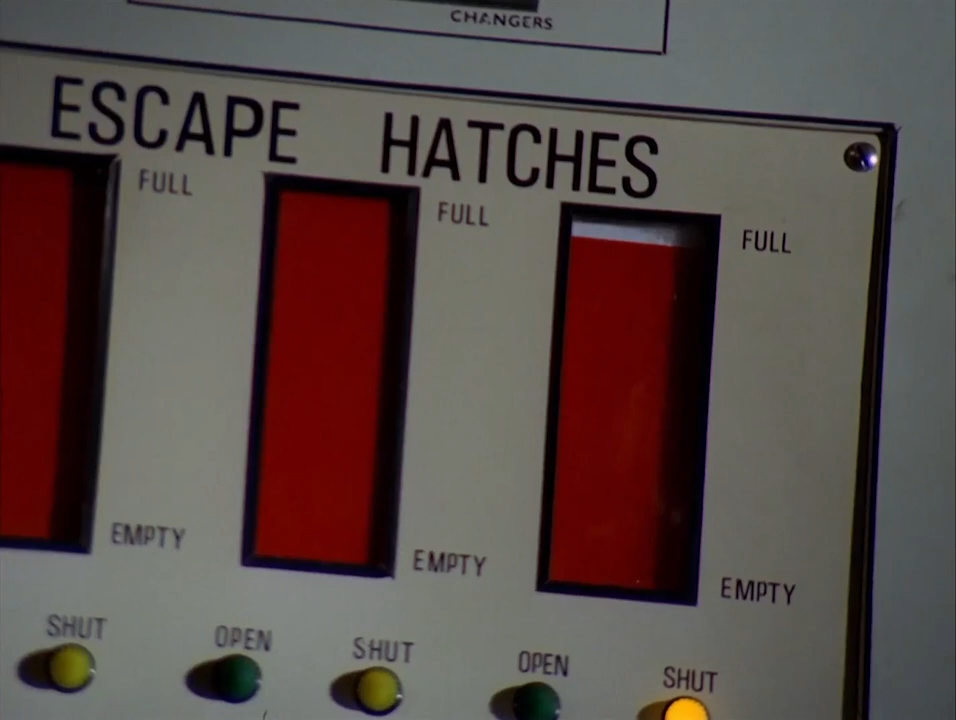 CHANGERS
ESCAPE HATCHES
FULL
FULL
FULL
EMPTY
EMPTY
EMPTY
SHUT
OPEN
SHUT
OPEN
SHUT